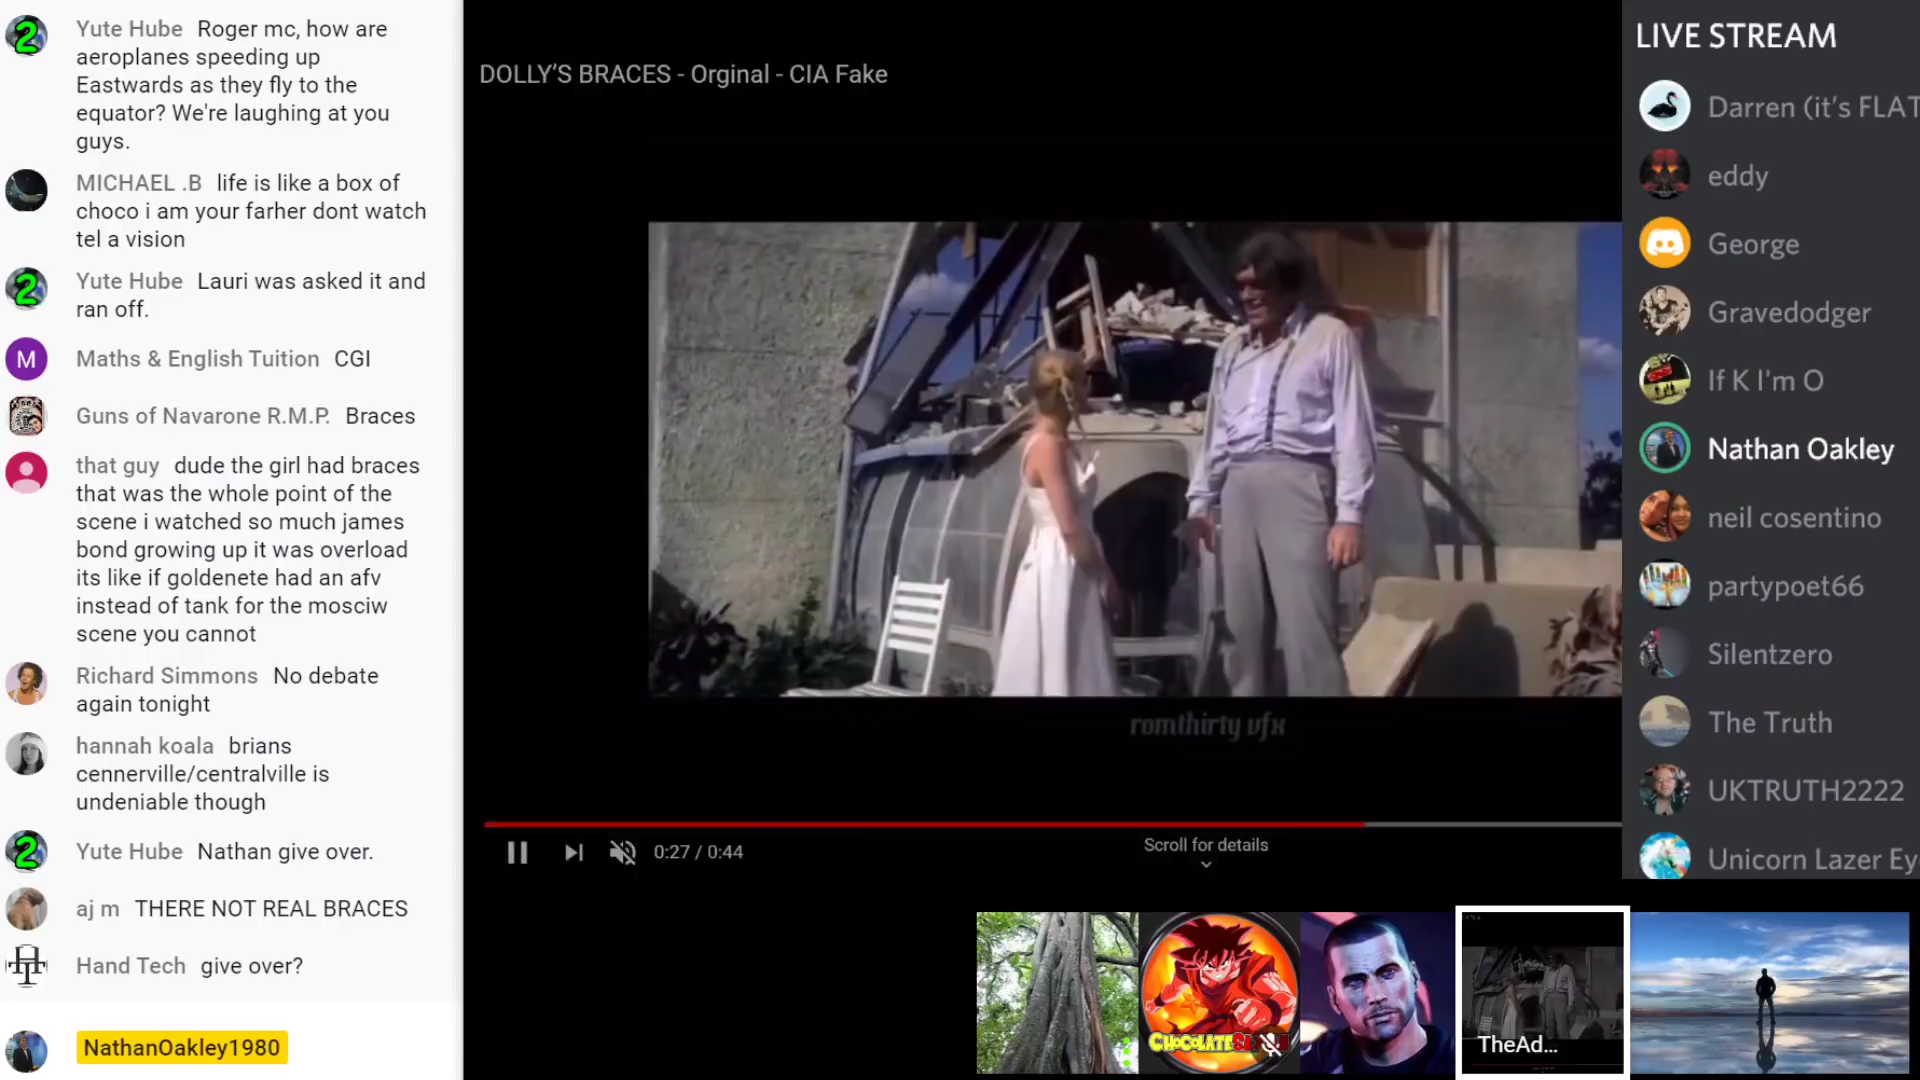 Yute Hube Roger mc, how are
aeroplanes speeding up
Eastwards as they fly to the
equator? We're laughing at you
guys.
MICHAEL .B life is like a box of
choco i am your farher dont watch
tel a vision
Yute Hube Lauri was asked it and
ran off.
M
Maths & English Tuition CGI
Guns of Navarone R.M.P. Braces
that guy dude the girl had braces
that was the whole point of the
scene i watched so much james
bond growing up it was overload
its like if goldenete had an afv
instead of tank for the mosciw
scene you cannot
Richard Simmons No debate
again tonight
hannah koala brians
cennerville/centralville is
undeniable though
Yute Hube Nathan give over.
aj m THERE NOT REAL BRACES
Hand Tech give over?
NathanOakley1980
DOLLY’S BRACES - Orginal - CIA Fake
romthirty vfx
0:27 / 0:44
Scroll for details
LIVE STREAM
Darren (it’s FLAT
eddy
George
Gravedodger
If K I'm O
Nathan Oakley
neil cosentino
partypoet66
Silentzero
The Truth
UKTRUTH2222
Unicorn Lazer Ey
TheAd...